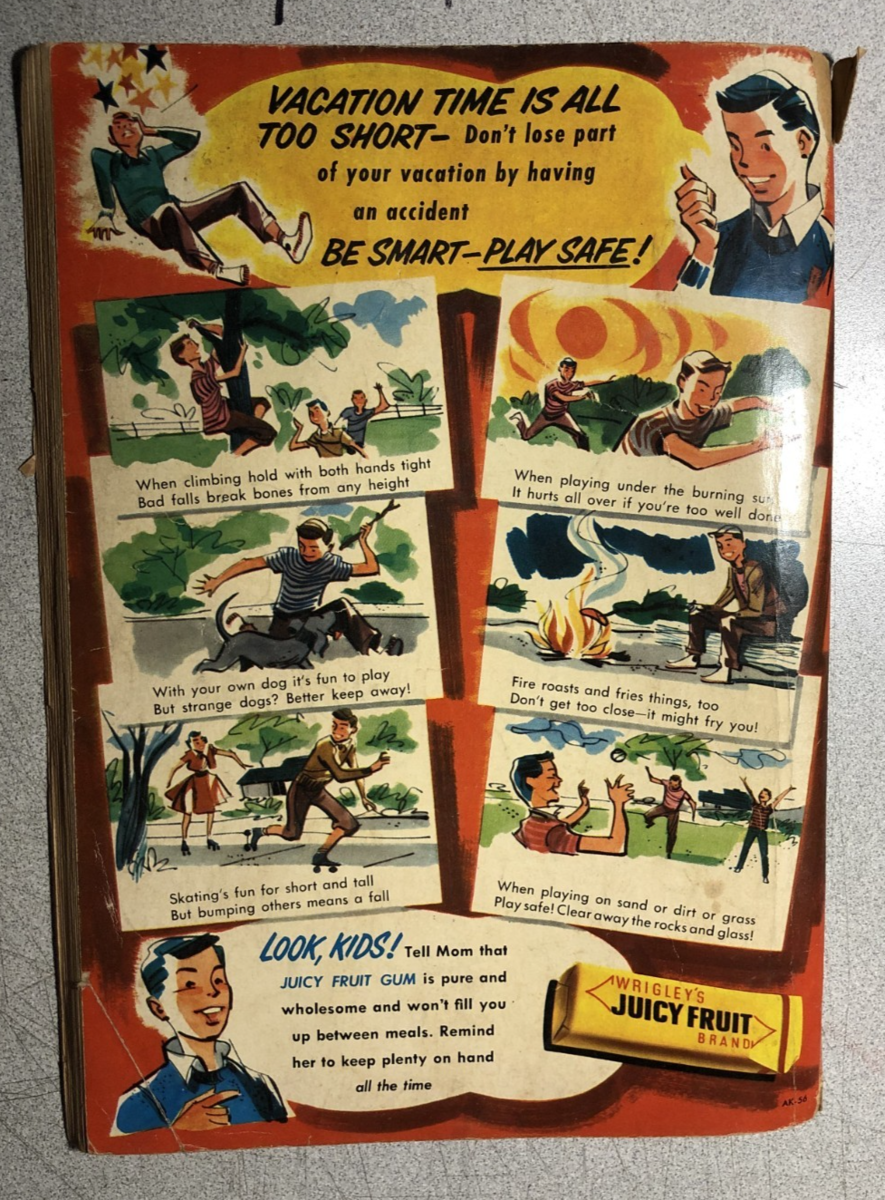 VACATION TIME IS ALL
TOO SHORT— Don't lose part
of your vacation by having
an accident
BE SMART—PLAY SAFE!
When climbing hold with both hands tight
Bad falls break bones from any height
When playing under the burning sun
It hurts all over if you're too well done
With your own dog it's fun to play
But strange dogs? Better keep away!
Fire roasts and fries things, too
Don't get too close—it might fry you!
Skating's fun for short and tall
But bumping others means a fall
When playing on sand or dirt or grass
Play safe! Clear away the rocks and glass!
LOOK, KIDS! Tell Mom that
JUICY FRUIT GUM is pure and
wholesome and won't fill you
up between meals. Remind
her to keep plenty on hand
all the time
WRIGLEY'S
JUICY FRUIT
BRAND
AK-56